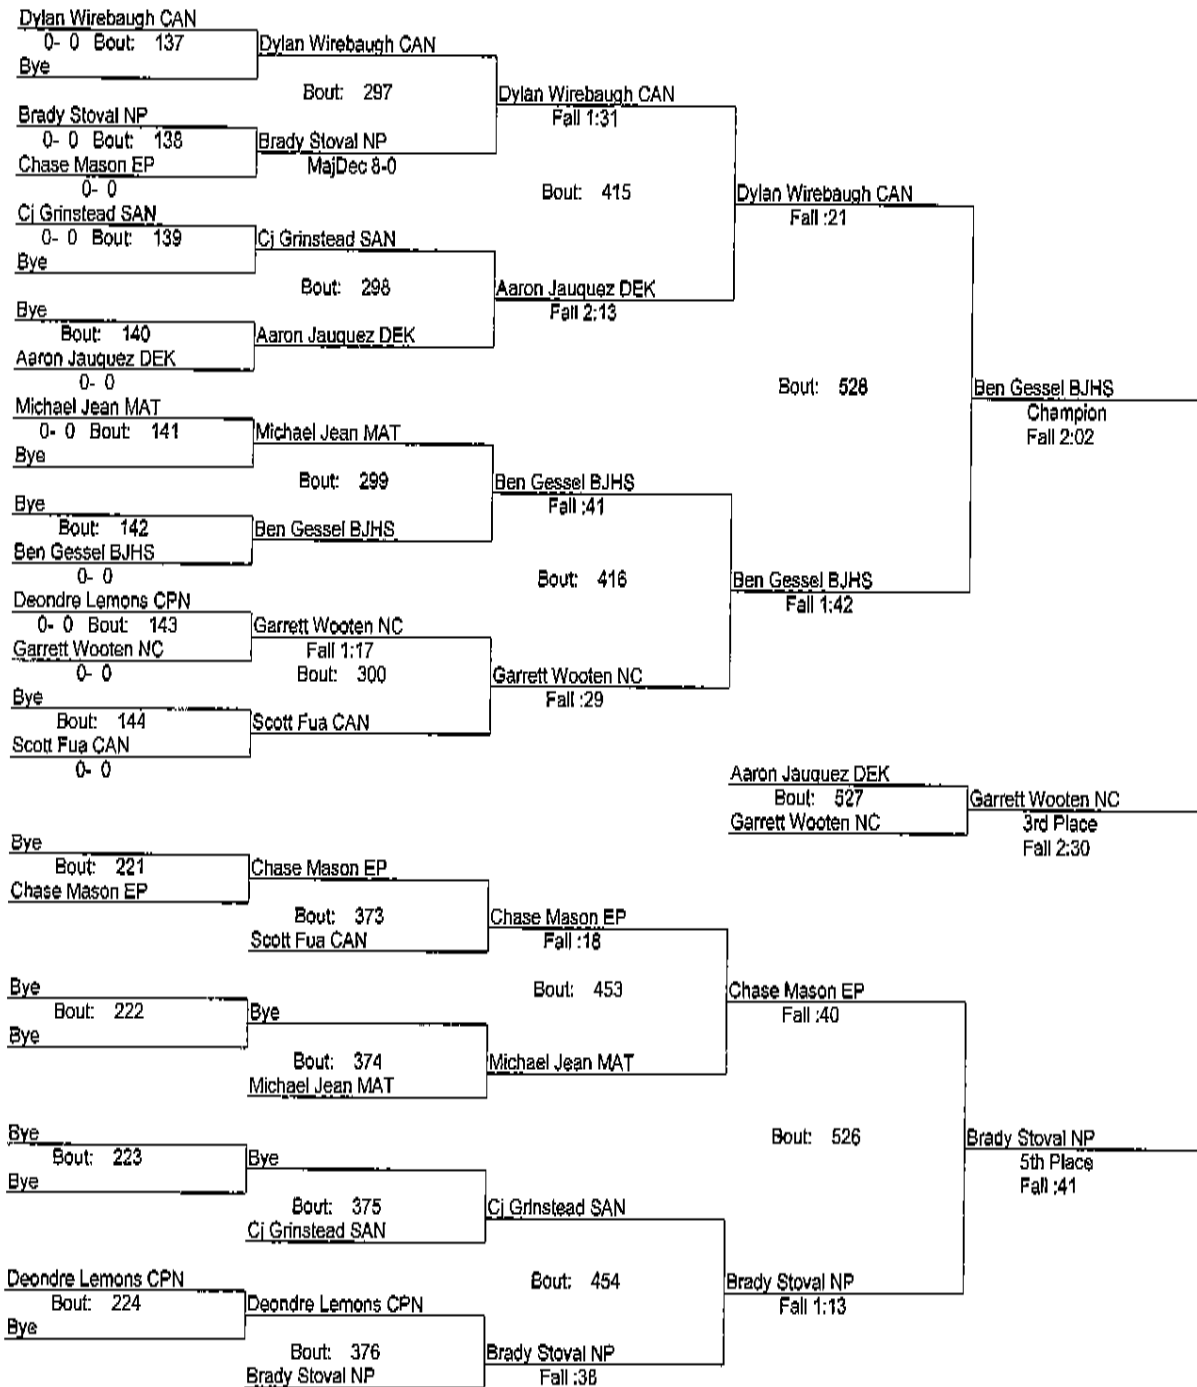 Dylan Wirebaugh CAN
0- 0 Bout: 137
Bye
Dylan Wirebaugh CAN
Bout: 297
Brady Stoval NP
0- 0 Bout: 138
Chase Mason EP
0- 0
Brady Stoval NP
MajDec 8-0
Dylan Wirebaugh CAN
Fall 1:31
Bout: 415
Cj Grinstead SAN
0- 0 Bout: 139
Bye
Cj Grinstead SAN
Bout: 298
Bye
Bout: 140
Aaron Jauquez DEK
0- 0
Aaron Jauquez DEK
Aaron Jauquez DEK
Fall 2:13
Dylan Wirebaugh CAN
Fall :21
Bout: 528
Michael Jean MAT
0- 0 Bout: 141
Bye
Michael Jean MAT
Bout: 299
Bye
Bout: 142
Ben Gessel BJHS
0- 0
Ben Gessel BJHS
Ben Gessel BJHS
Fall :41
Bout: 416
Deondre Lemons CPN
0- 0 Bout: 143
Garrett Wooten NC
0- 0
Garrett Wooten NC
Fall 1:17
Bout: 300
Bye
Bout: 144
Scott Fua CAN
0- 0
Scott Fua CAN
Garrett Wooten NC
Fall :29
Ben Gessel BJHS
Fall 1:42
Ben Gessel BJHS
Champion
Fall 2:02
Aaron Jauquez DEK
Bout: 527
Garrett Wooten NC
Garrett Wooten NC
3rd Place
Fall 2:30
Bye
Bout: 221
Chase Mason EP
Chase Mason EP
Bout: 373
Scott Fua CAN
Chase Mason EP
Fall :18
Bout: 453
Bye
Bout: 222
Bye
Bye
Bout: 374
Michael Jean MAT
Michael Jean MAT
Chase Mason EP
Fall :40
Bout: 526
Bye
Bout: 223
Bye
Bye
Bout: 375
Cj Grinstead SAN
Cj Grinstead SAN
Bout: 454
Deondre Lemons CPN
Bout: 224
Bye
Deondre Lemons CPN
Bout: 376
Brady Stoval NP
Brady Stoval NP
Fall :38
Brady Stoval NP
Fall 1:13
Brady Stoval NP
5th Place
Fall :41